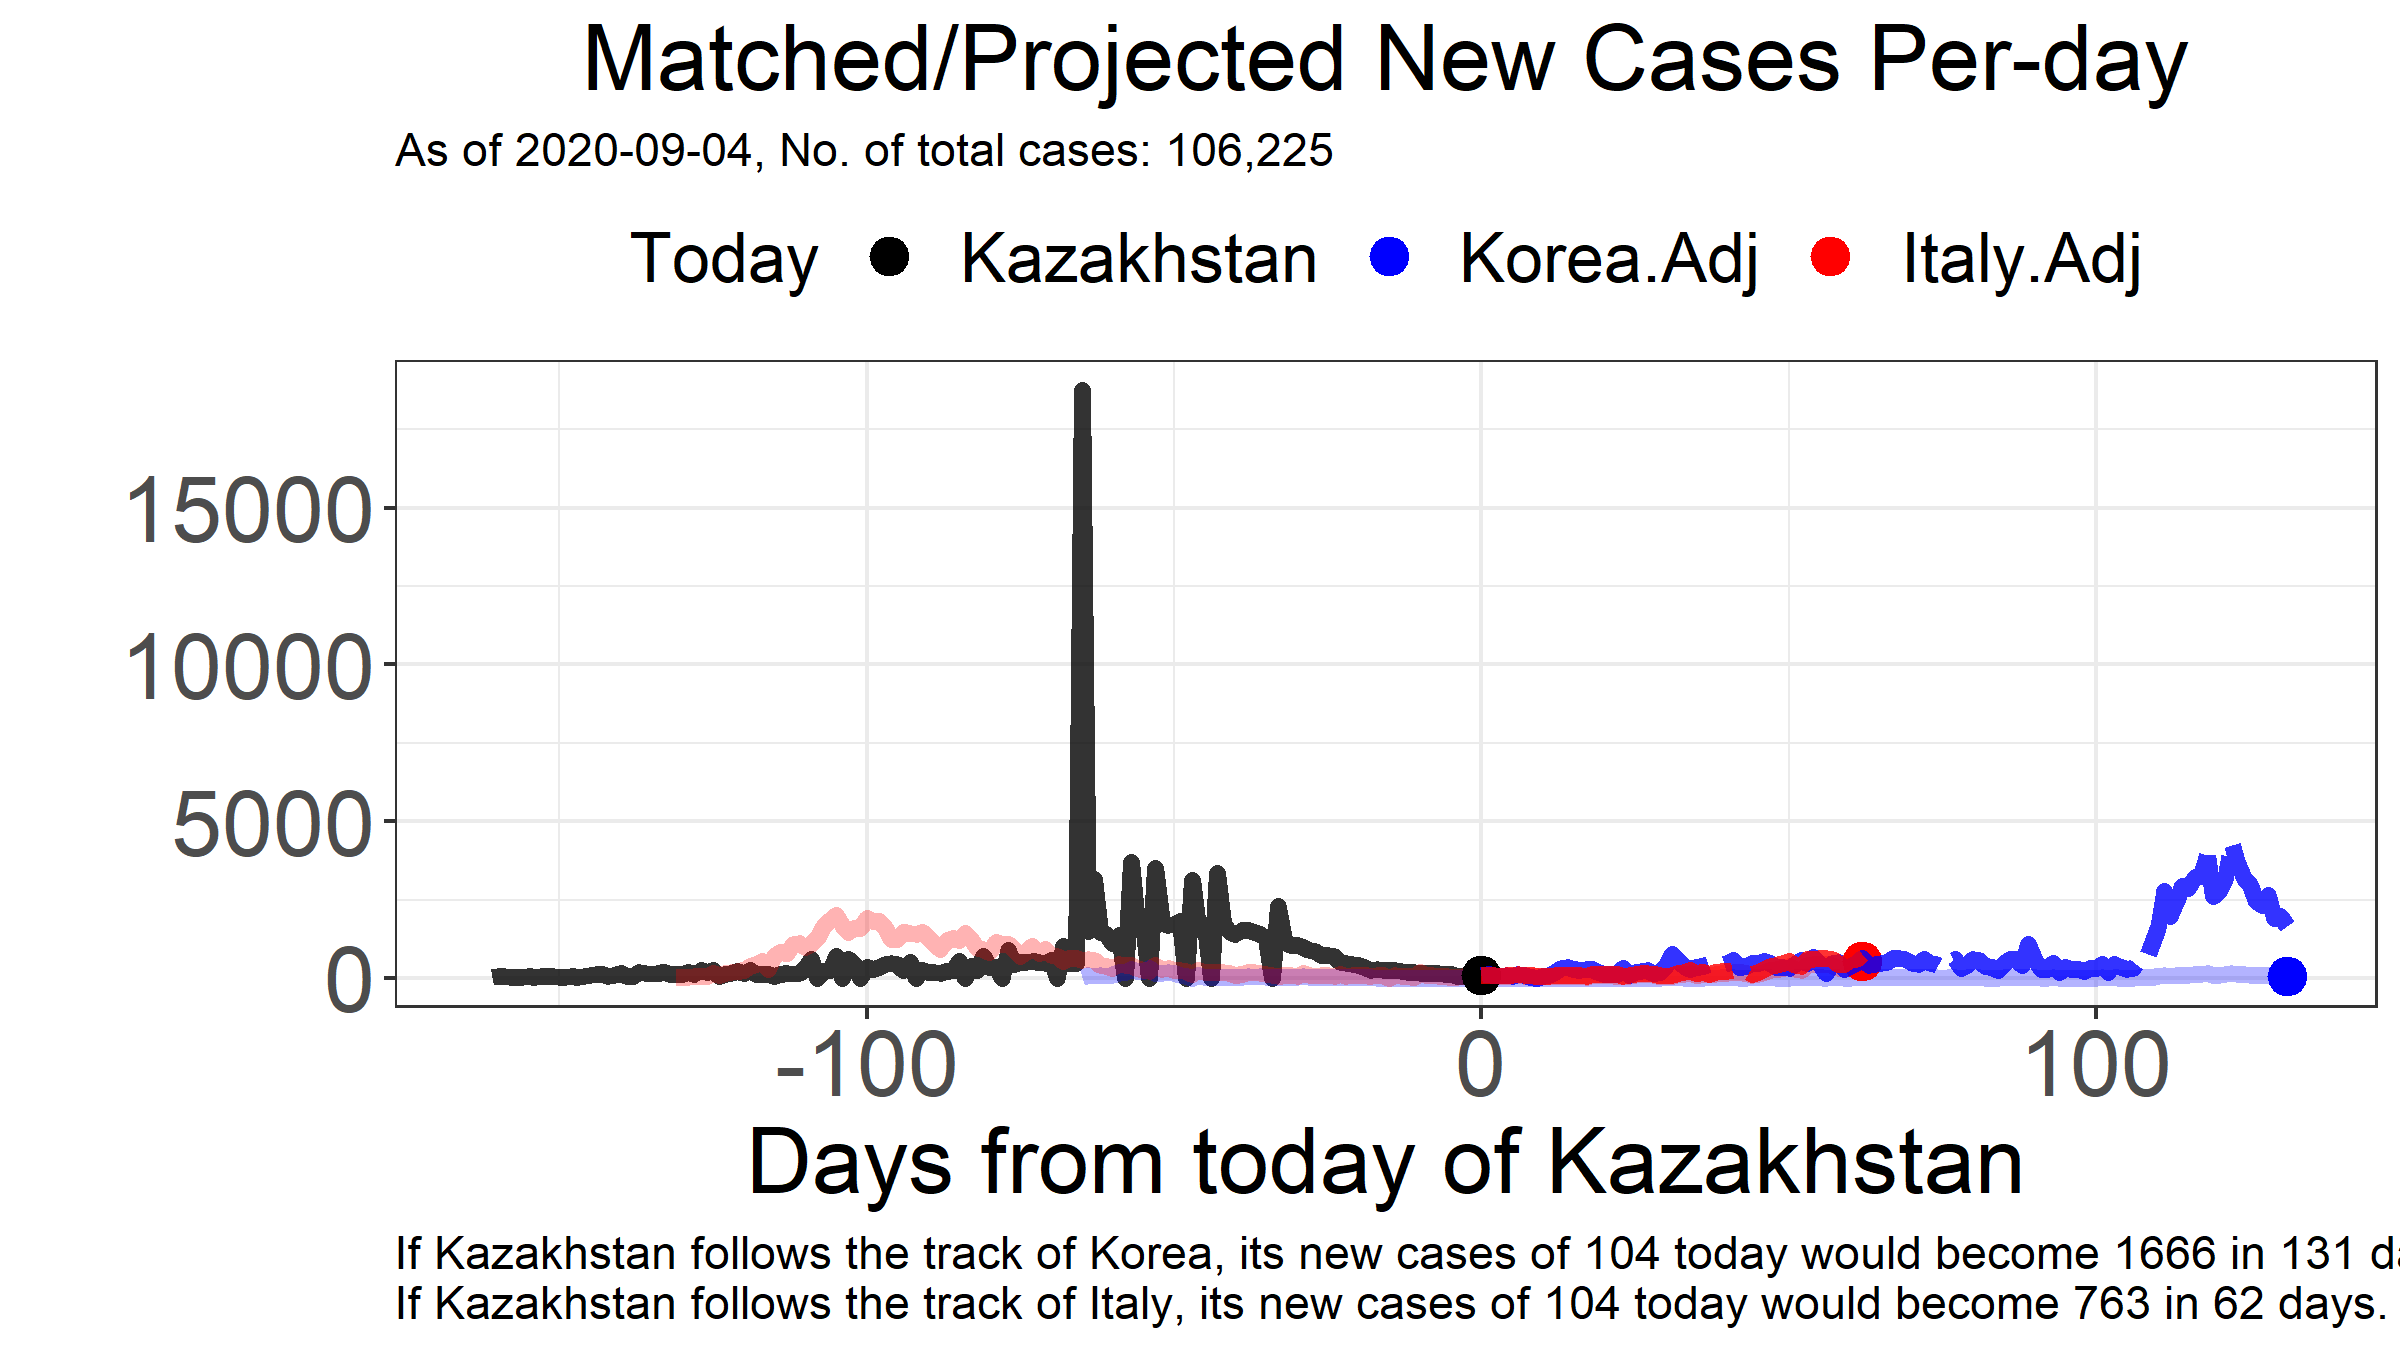 Matched/Projected New Cases Per-day
As of 2020-09-04, No. of total cases: 106,225
Today Kazakhstan Korea.Adj Italy.Adj
15000
10000
5000
0
-100 0 100
Days from today of Kazakhstan
If Kazakhstan follows the track of Korea, its new cases of 104 today would become 1666 in 131
If Kazakhstan follows the track of Italy, its new cases of 104 today would become 763 in 62 days.